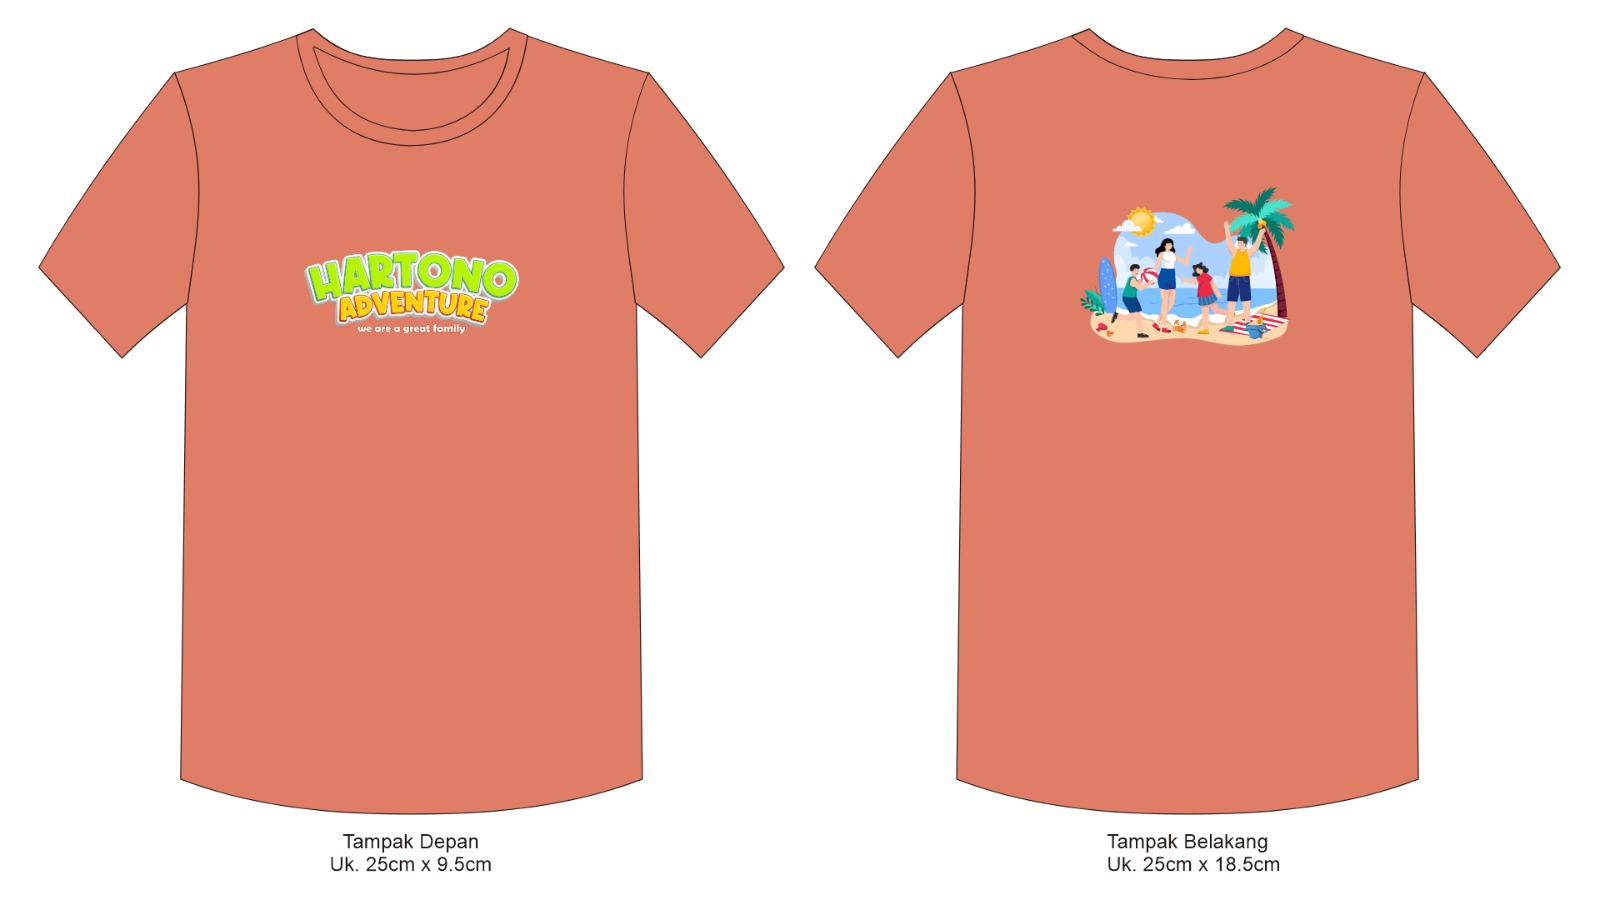 HARTONO
ADVENTURE
we are a great family
Tampak Depan
Uk. 25cm x 9.5cm
Tampak Belakang
Uk. 25cm x 18.5cm